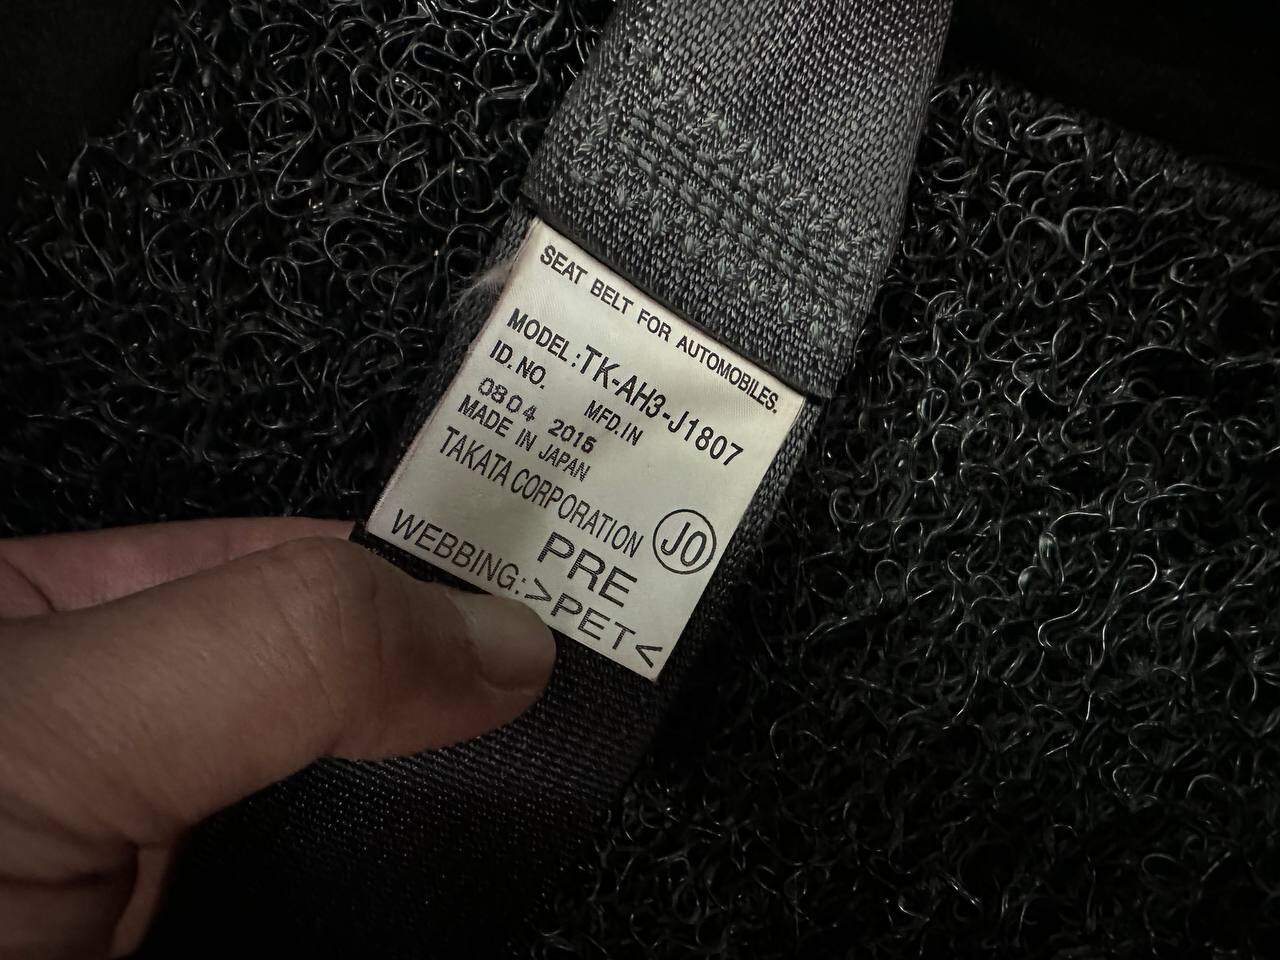 SEAT BELT FOR AUTOMOBILES.
MODEL: TK-AH3-J1807
ID.NO. MFD.IN
0804 2015
MADE IN JAPAN
TAKATA CORPORATION JO
PRE
WEBBING: >PET<